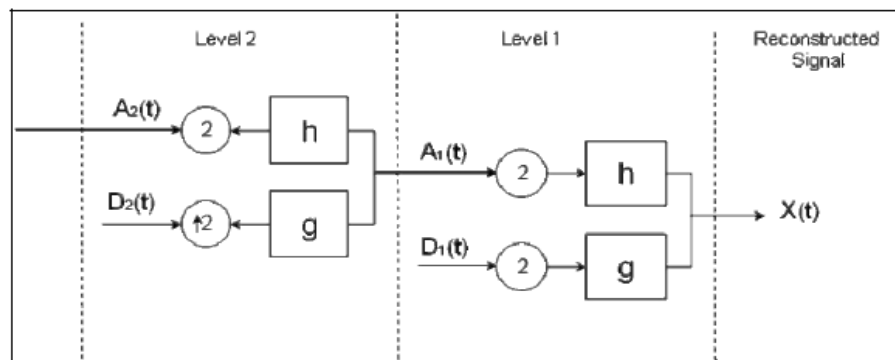 Level 2
Level 1
Reconstructed
Signal
A2(t)
2
h
A1(t)
2
h
D2(t)
↑2
g
X(t)
D1(t)
2
g